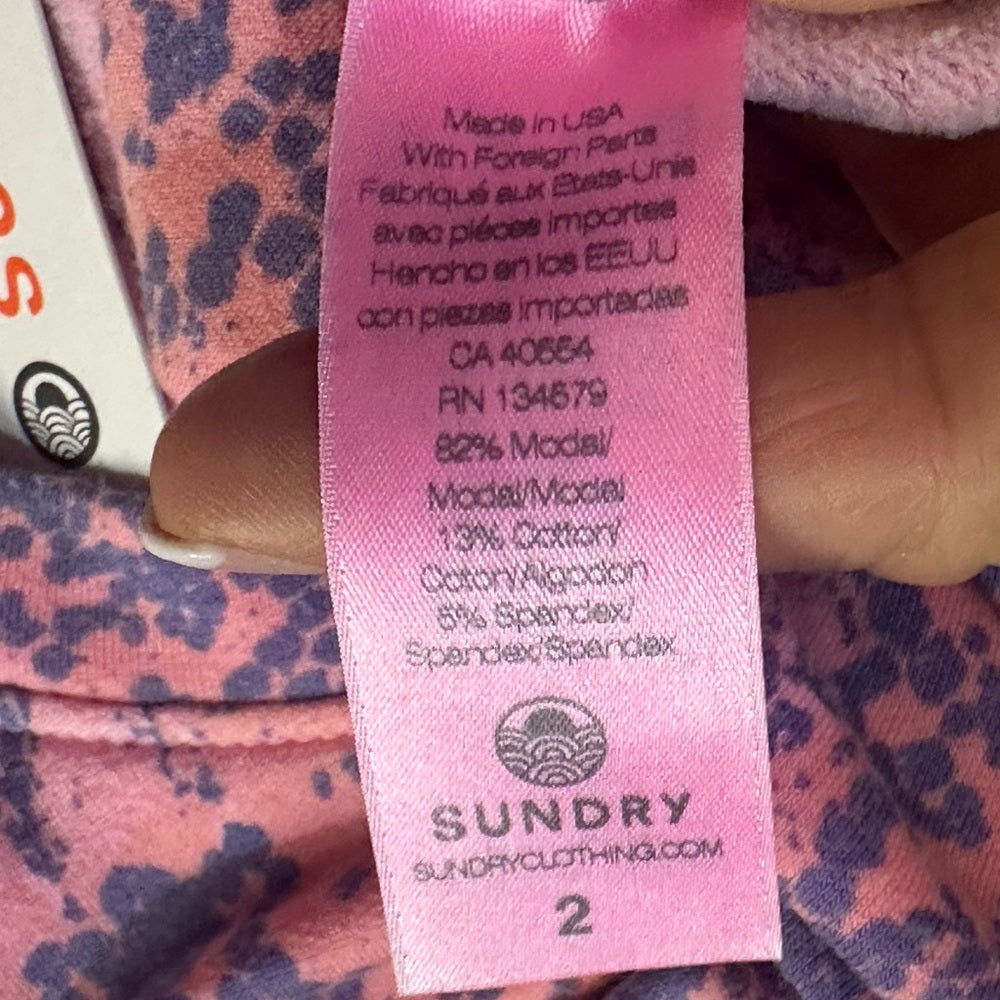 Made in USA
With Foreign Parts
Fabriqué aux Etats-Unis
avec piéces importes
Hencho en los EEUU
con piezas importadas
CA 40554
RN 134679
82% Modal/
Modal/Modal
13% Cotton/
Coton/Algodon
5% Spandex/
Spandex/Spandex
SUNDRY
SUNDRYCLOTHING.COM
2